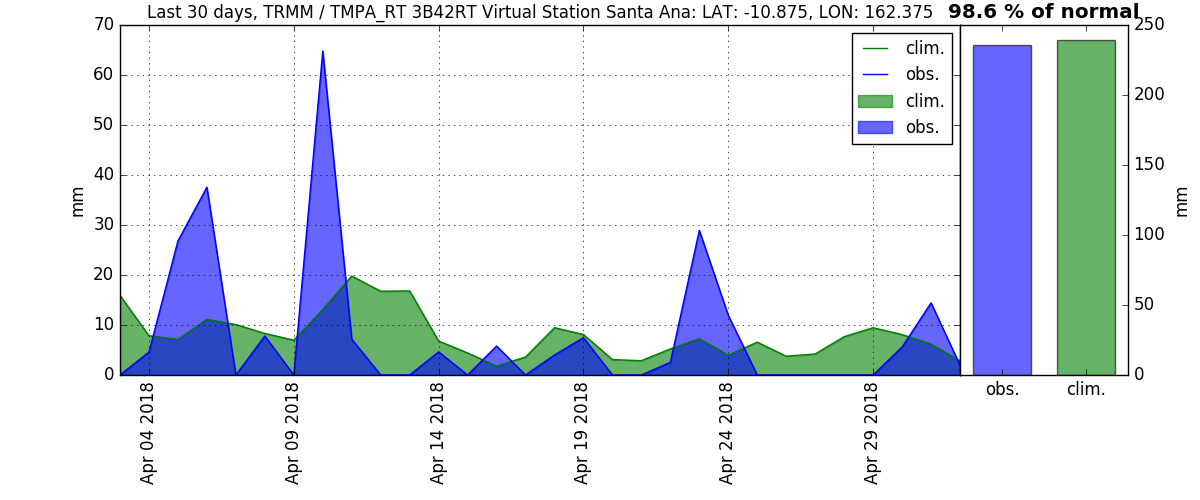 Last 30 days, TRMM / TMPA_RT 3B42RT Virtual Station Santa Ana: LAT: -10.875, LON: 162.375
98.6 % of normal
70
60
50
40
30
20
10
0
mm
clim.
obs.
clim.
obs.
Apr 04 2018
Apr 09 2018
Apr 14 2018
Apr 19 2018
Apr 24 2018
Apr 29 2018
250
200
150
100
50
0
mm
obs.
clim.